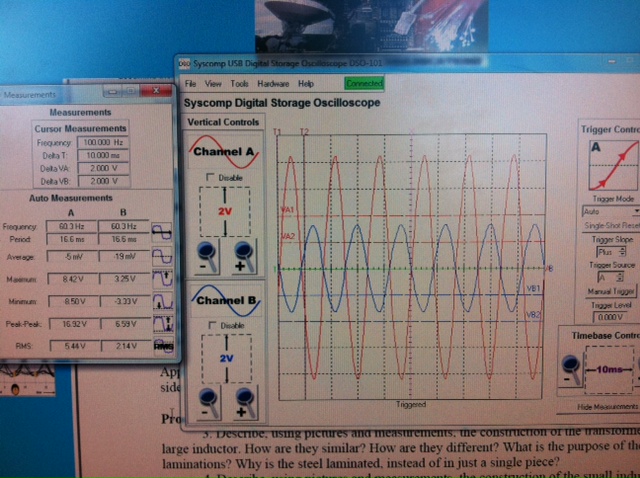 Syscomp USB Digital Storage Oscilloscope DSO-101
File View Tools Hardware Help Connected
Syscomp Digital Storage Oscilloscope
Measurements
Measurements
Cursor Measurements
Frequency: 100.000 Hz
Delta T: 10.000 ms
Delta VA: 2.000 V
Delta VB: 2.000 V
Auto Measurements
A B
Frequency: 60.3 Hz 60.3 Hz
Period: 16.6 ms 16.6 ms
Average: -5 mV -19 mV
Maximum: 8.42 V 3.25 V
Minimum: -8.50 V -3.33 V
Peak-Peak: 16.92 V 6.59 V
RMS: 5.44 V 2.14 V
RMS
Vertical Controls
Channel A
Disable
2V
- +
Channel B
Disable
2V
- +
T1 T2
VA1
VA2
B
VB1
VB2
Triggered
Trigger Contro
A
Trigger Mode
Auto
Single-Shot Reset
Trigger Slope
Plus
Trigger Source
A
Manual Trigger
Trigger Level
0.000 V
Timebase Contro
10ms
Hide Measurements
App
side
Pro
3. Describe, using pictures and measurements, the construction of the transforme
large inductor. How are they similar? How are they different? What is the purpose of the
laminations? Why is the steel laminated, instead of in just a single piece?
4. Describe, using pictures and measurements, the construction of the small indu